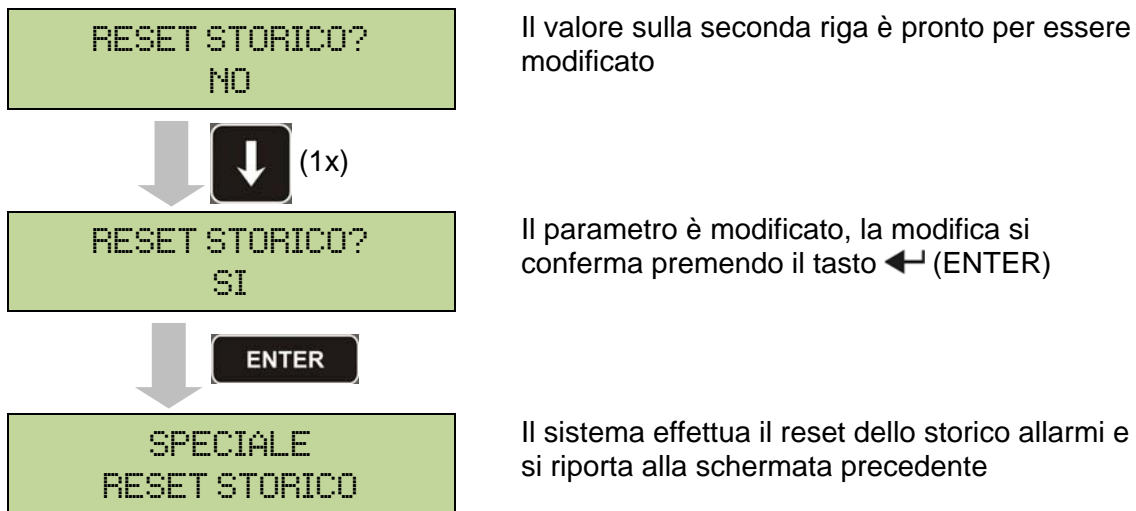 RESET STORICO?
NO
Il valore sulla seconda riga è pronto per essere
modificato
(1x)
RESET STORICO?
SI
Il parametro è modificato, la modifica si
conferma premendo il tasto (ENTER)
ENTER
SPECIALE
RESET STORICO
Il sistema effettua il reset dello storico allarmi e
si riporta alla schermata precedente